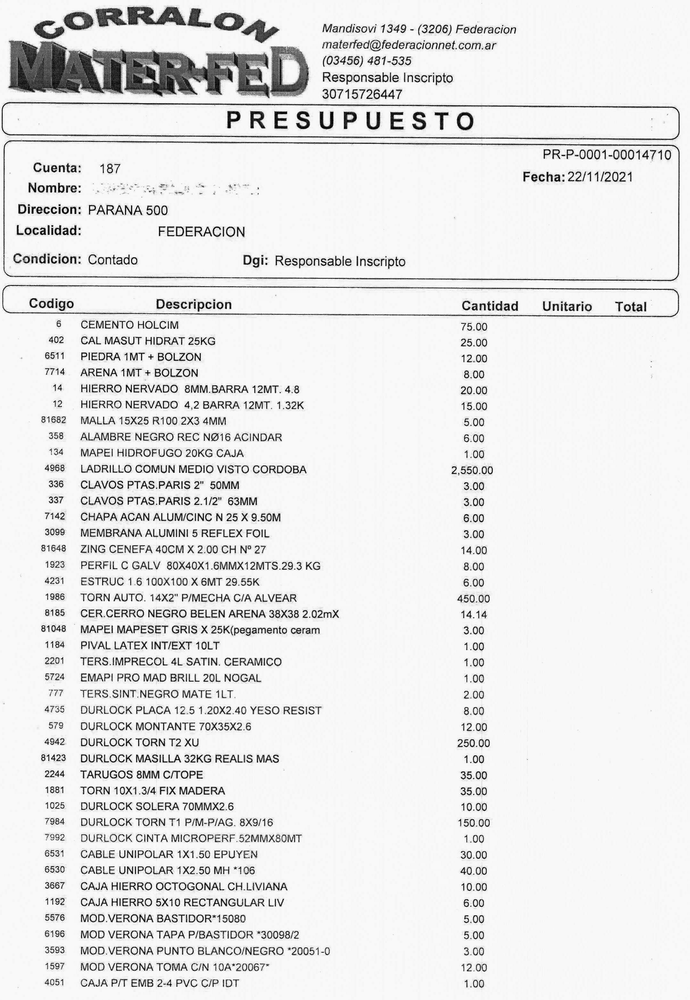 CORRALON
MATER-FED
Mandisovi 1349 - (3206) Federacion
materfed@federacionnet.com.ar
(03456) 481-535
Responsable Inscripto
30715726447
PRESUPUESTO
PR-P-0001-00014710
Cuenta: 187
Fecha: 22/11/2021
Nombre:
Direccion: PARANA 500
Localidad: FEDERACION
Condicion: Contado Dgi: Responsable Inscripto
Codigo Descripcion Cantidad Unitario Total
6 CEMENTO HOLCIM 75.00
402 CAL MASUT HIDRAT 25KG 25.00
6511 PIEDRA 1MT + BOLZON 12.00
7714 ARENA 1MT + BOLZON 8.00
14 HIERRO NERVADO 8MM.BARRA 12MT. 4.8 20.00
12 HIERRO NERVADO 4,2 BARRA 12MT. 1.32K 15.00
81682 MALLA 15X25 R100 2X3 4MM 5.00
358 ALAMBRE NEGRO REC NØ16 ACINDAR 6.00
134 MAPEI HIDROFUGO 20KG CAJA 1.00
4968 LADRILLO COMUN MEDIO VISTO CORDOBA 2,550.00
336 CLAVOS PTAS.PARIS 2" 50MM 3.00
337 CLAVOS PTAS.PARIS 2.1/2" 63MM 3.00
7142 CHAPA ACAN ALUM/CINC N 25 X 9.50M 6.00
3099 MEMBRANA ALUMINI 5 REFLEX FOIL 3.00
81648 ZING CENEFA 40CM X 2.00 CH Nº 27 14.00
1923 PERFIL C GALV 80X40X1.6MMX12MTS.29.3 KG 8.00
4231 ESTRUC 1.6 100X100 X 6MT 29.55K 6.00
1986 TORN AUTO. 14X2" P/MECHA C/A ALVEAR 450.00
8185 CER.CERRO NEGRO BELEN ARENA 38X38 2.02mX 14.14
81048 MAPEI MAPESET GRIS X 25K(pegamento ceram 3.00
1184 PIVAL LATEX INT/EXT 10LT 1.00
2201 TERS.IMPRECOL 4L SATIN. CERAMICO 1.00
5724 EMAPI PRO MAD BRILL 20L NOGAL 1.00
777 TERS.SINT.NEGRO MATE 1LT. 2.00
4735 DURLOCK PLACA 12.5 1.20X2.40 YESO RESIST 8.00
579 DURLOCK MONTANTE 70X35X2.6 12.00
4942 DURLOCK TORN T2 XU 250.00
81423 DURLOCK MASILLA 32KG REALIS MAS 1.00
2244 TARUGOS 8MM C/TOPE 35.00
1881 TORN 10X1.3/4 FIX MADERA 35.00
1025 DURLOCK SOLERA 70MMX2.6 10.00
7984 DURLOCK TORN T1 P/M-P/AG. 8X9/16 150.00
7992 DURLOCK CINTA MICROPERF.52MMX80MT 1.00
6531 CABLE UNIPOLAR 1X1.50 EPUYEN 30.00
6530 CABLE UNIPOLAR 1X2.50 MH *106 40.00
3667 CAJA HIERRO OCTOGONAL CH.LIVIANA 10.00
1192 CAJA HIERRO 5X10 RECTANGULAR LIV 6.00
5576 MOD.VERONA BASTIDOR*15080 5.00
6196 MOD VERONA TAPA P/BASTIDOR *30098/2 5.00
3593 MOD.VERONA PUNTO BLANCO/NEGRO *20051-0 3.00
1597 MOD VERONA TOMA C/N 10A*20067* 12.00
4051 CAJA P/T EMB 2-4 PVC C/P IDT 1.00